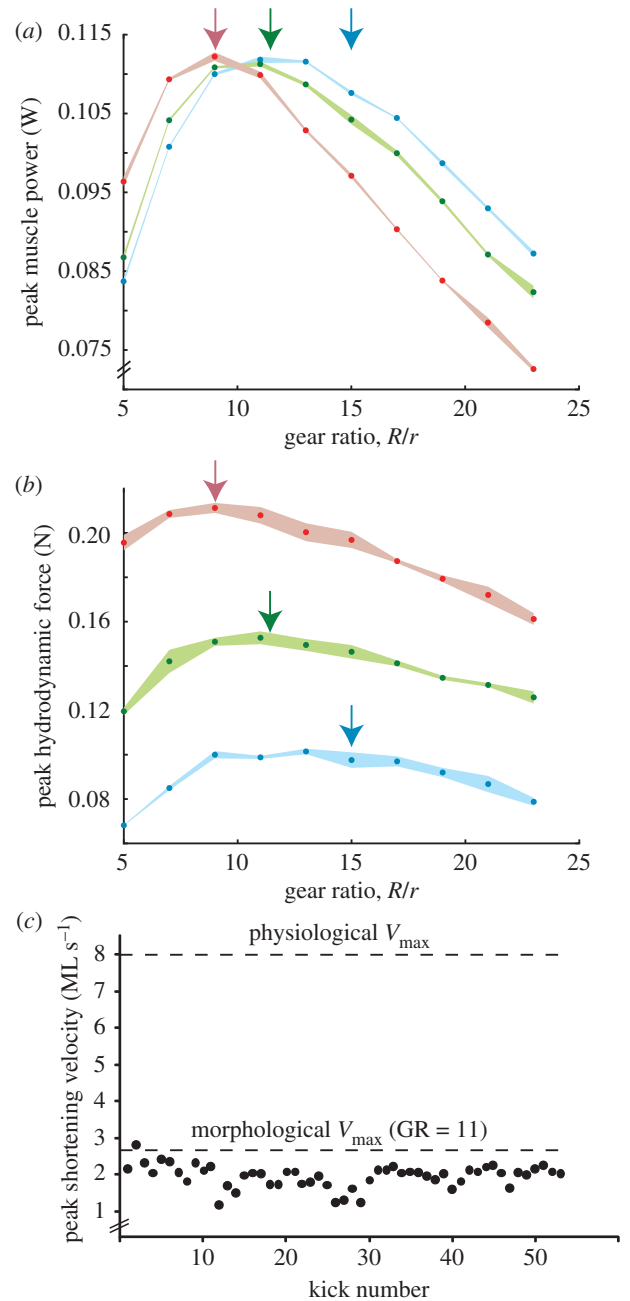 (a)
0.115
0.105
0.095
0.085
0.075
peak muscle power (W)
5 10 15 20 25
gear ratio, R/r
(b)
0.20
0.16
0.12
0.08
peak hydrodynamic force (N)
5 10 15 20 25
gear ratio, R/r
(c)
physiological Vmax
8
7
6
5
4
3
2
1
peak shortening velocity (ML s−1)
morphological Vmax (GR = 11)
10 20 30 40 50
kick number